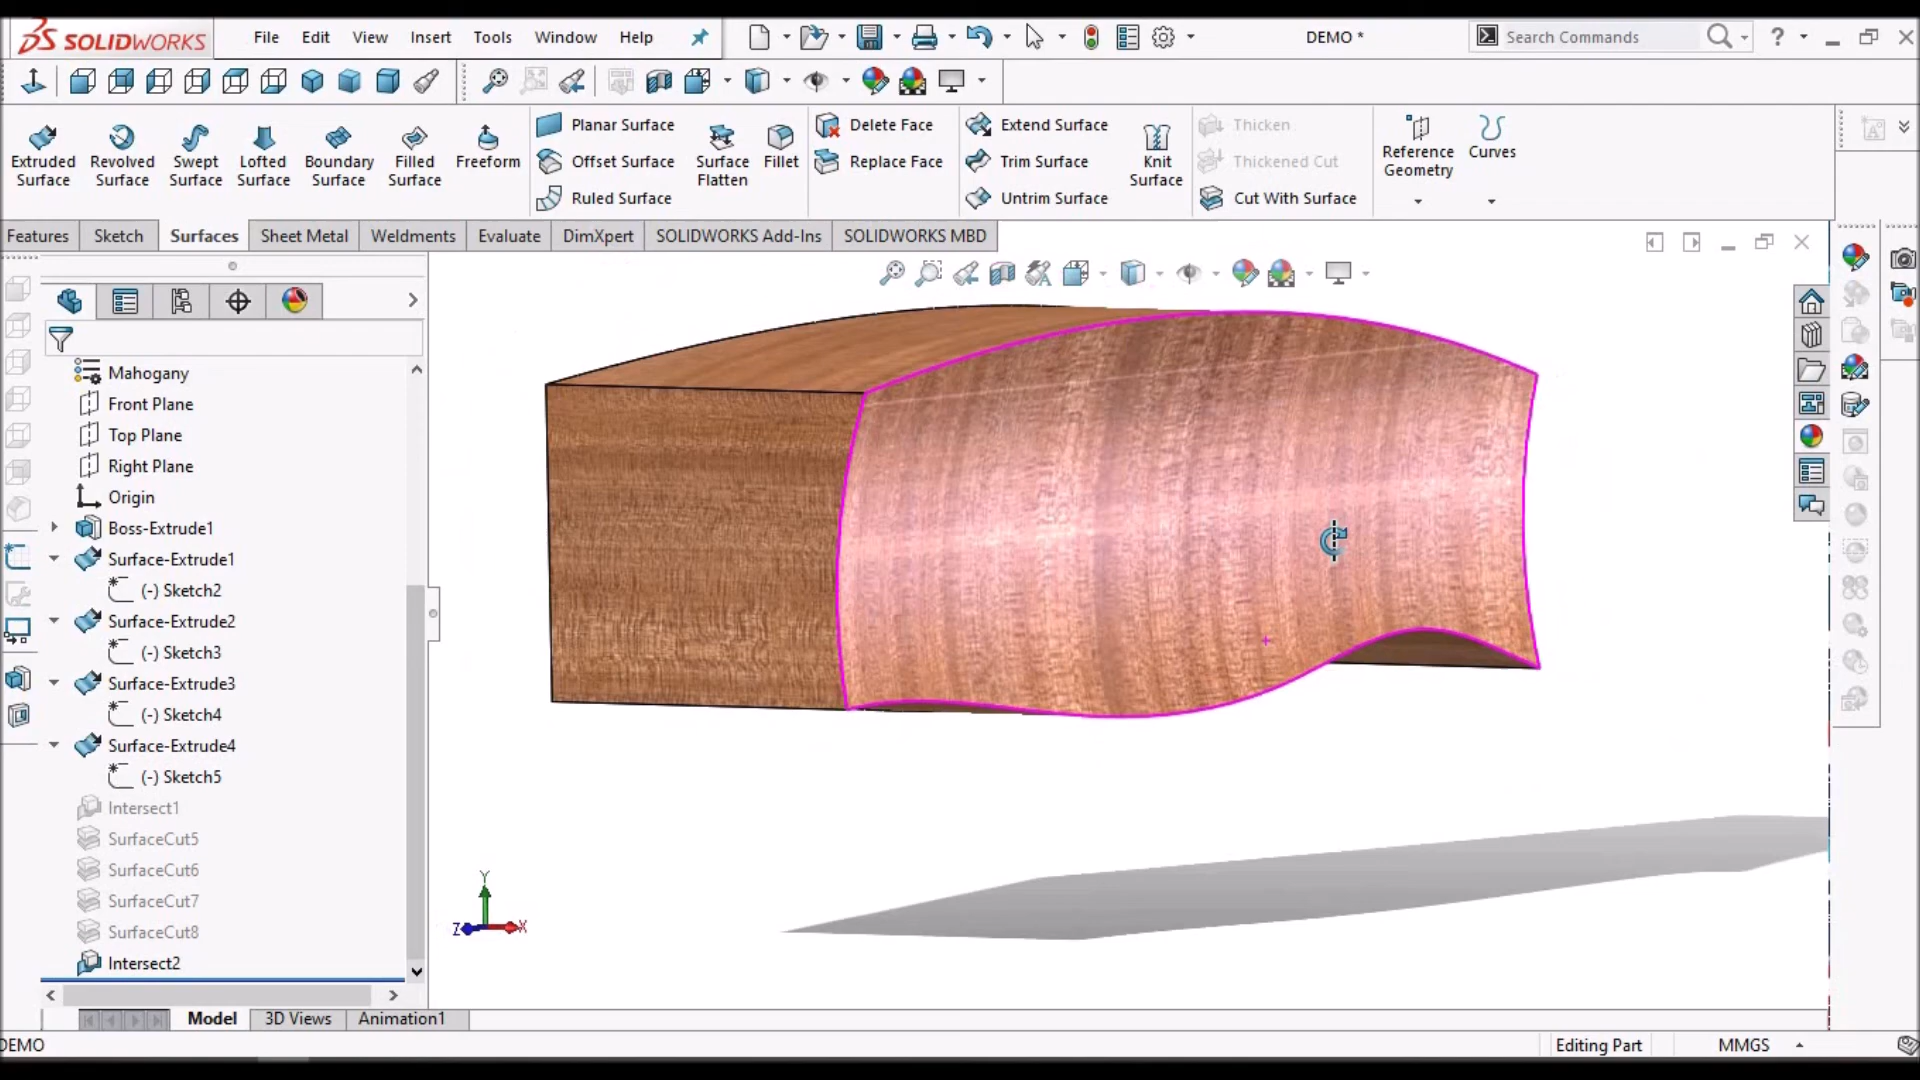 SOLIDWORKS
File Edit View Insert Tools Window Help
DEMO *
Search Commands
?
Extruded Surface
Revolved Surface
Swept Surface
Lofted Surface
Boundary Surface
Filled Surface
Freeform
Planar Surface
Offset Surface
Ruled Surface
Surface Flatten
Fillet
Delete Face
Replace Face
Extend Surface
Trim Surface
Untrim Surface
Knit Surface
Thicken
Thickened Cut
Cut With Surface
Reference Geometry
Curves
Features Sketch Surfaces Sheet Metal Weldments Evaluate DimXpert SOLIDWORKS Add-Ins SOLIDWORKS MBD
Mahogany
Front Plane
Top Plane
Right Plane
Origin
Boss-Extrude1
Surface-Extrude1
(-) Sketch2
Surface-Extrude2
(-) Sketch3
Surface-Extrude3
(-) Sketch4
Surface-Extrude4
(-) Sketch5
Intersect1
SurfaceCut5
SurfaceCut6
SurfaceCut7
SurfaceCut8
Intersect2
Y
Z X
Model 3D Views Animation1
DEMO
Editing Part
MMGS